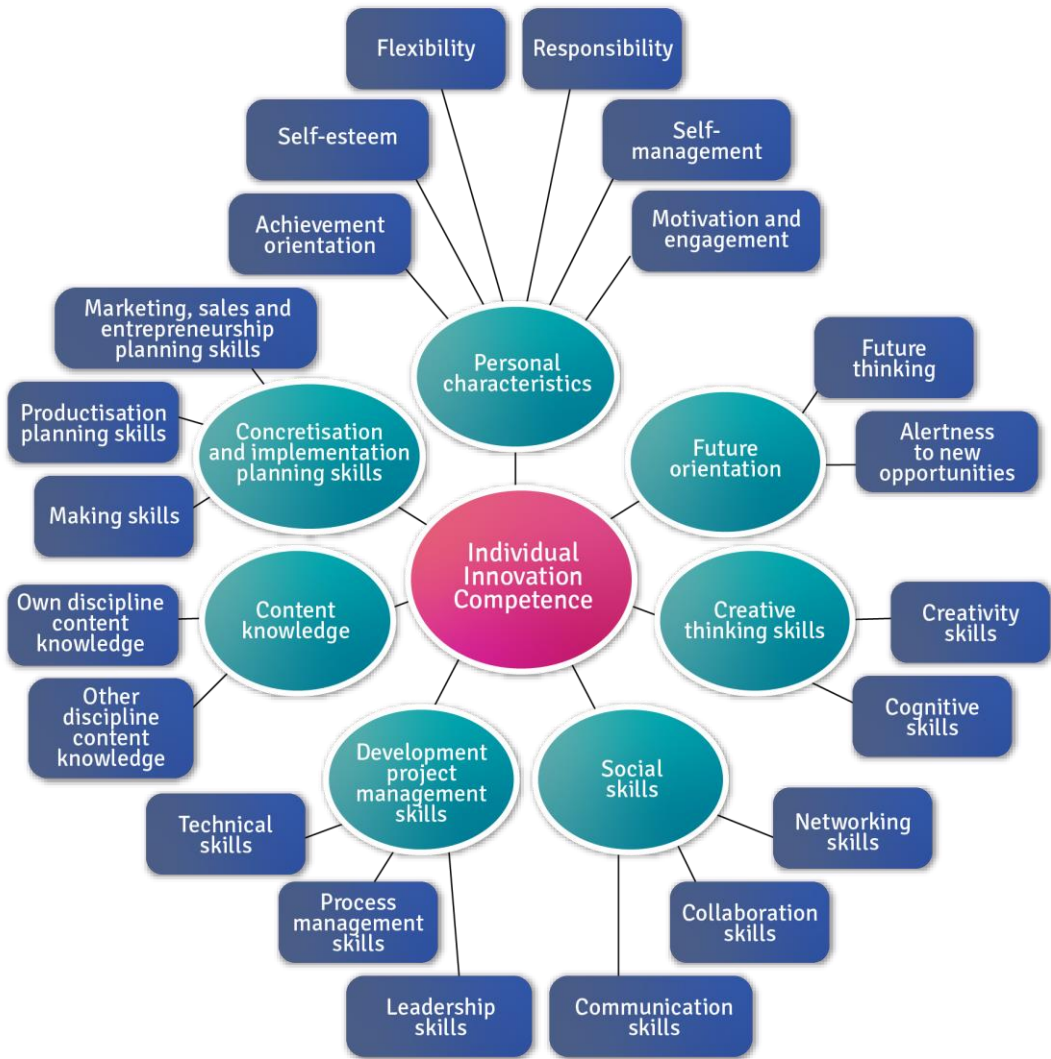 Flexibility
Responsibility
Self-esteem
Self-
management
Achievement
orientation
Motivation and
engagement
Marketing, sales and
entrepreneurship
planning skills
Productisation
planning skills
Making skills
Concretisation
and implementation
planning skills
Personal
characteristics
Future
orientation
Future
thinking
Alertness
to new
opportunities
Individual
Innovation
Competence
Own discipline
content
knowledge
Other
discipline
content
knowledge
Content
knowledge
Creative
thinking skills
Creativity
skills
Cognitive
skills
Development
project
management
skills
Social
skills
Technical
skills
Process
management
skills
Leadership
skills
Networking
skills
Collaboration
skills
Communication
skills